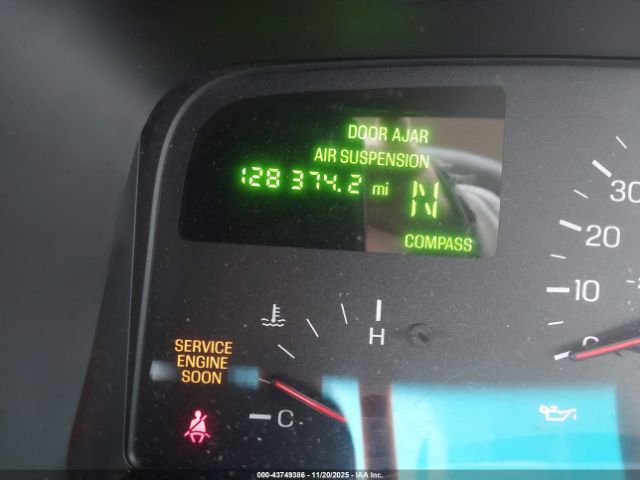 DOOR AJAR
AIR SUSPENSION
128 374.2 mi N
COMPASS
30
20
10
H
SERVICE
ENGINE
SOON
C
000-43749386 - 11/20/2025 - IAA Inc.